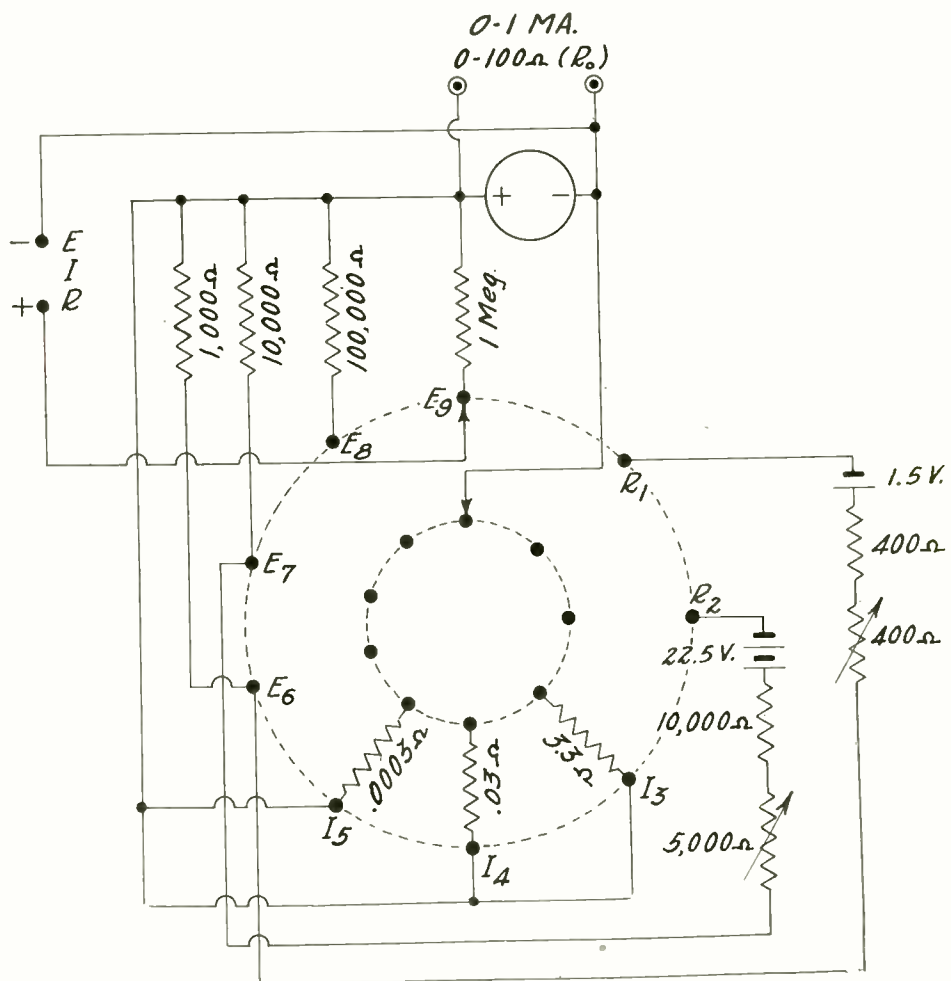 0-1 MA.
0-100Ω (R₀)
+ -
- E
I
+ R
1,000Ω
10,000Ω
100,000Ω
1 Meg.
E9
E8
R1
1.5 V.
400Ω
400Ω
E7
R2
22.5 V.
E6
10,000Ω
.0003Ω
.03Ω
3.3Ω
I3
I5
5,000Ω
I4